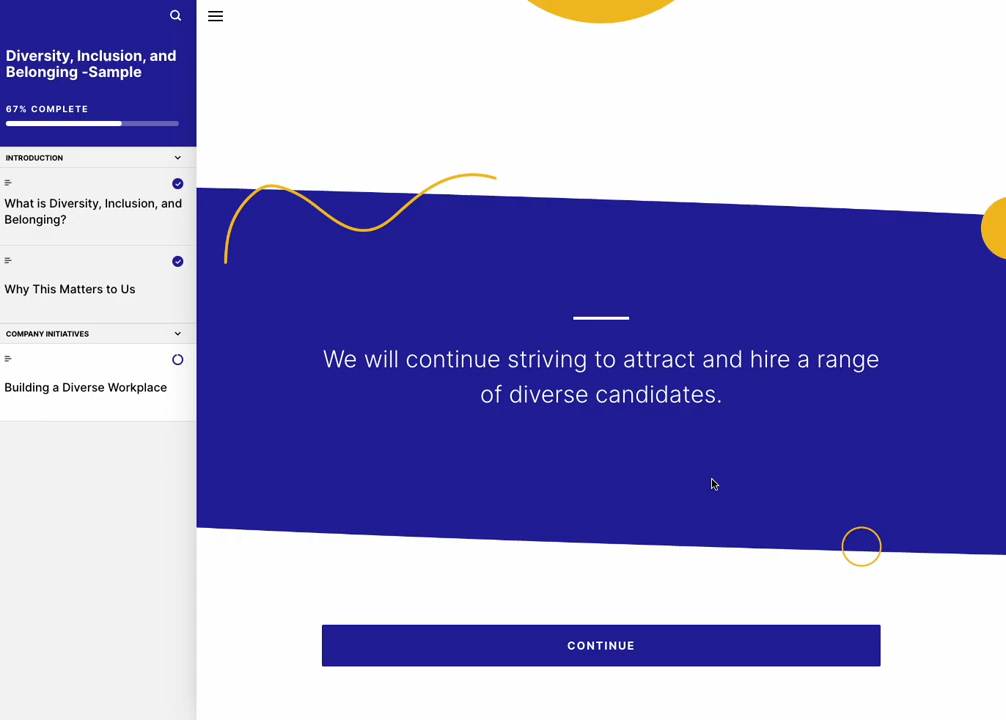 Diversity, Inclusion, and
Belonging -Sample
67% COMPLETE
INTRODUCTION
What is Diversity, Inclusion, and
Belonging?
Why This Matters to Us
COMPANY INITIATIVES
Building a Diverse Workplace
We will continue striving to attract and hire a range
of diverse candidates.
CONTINUE